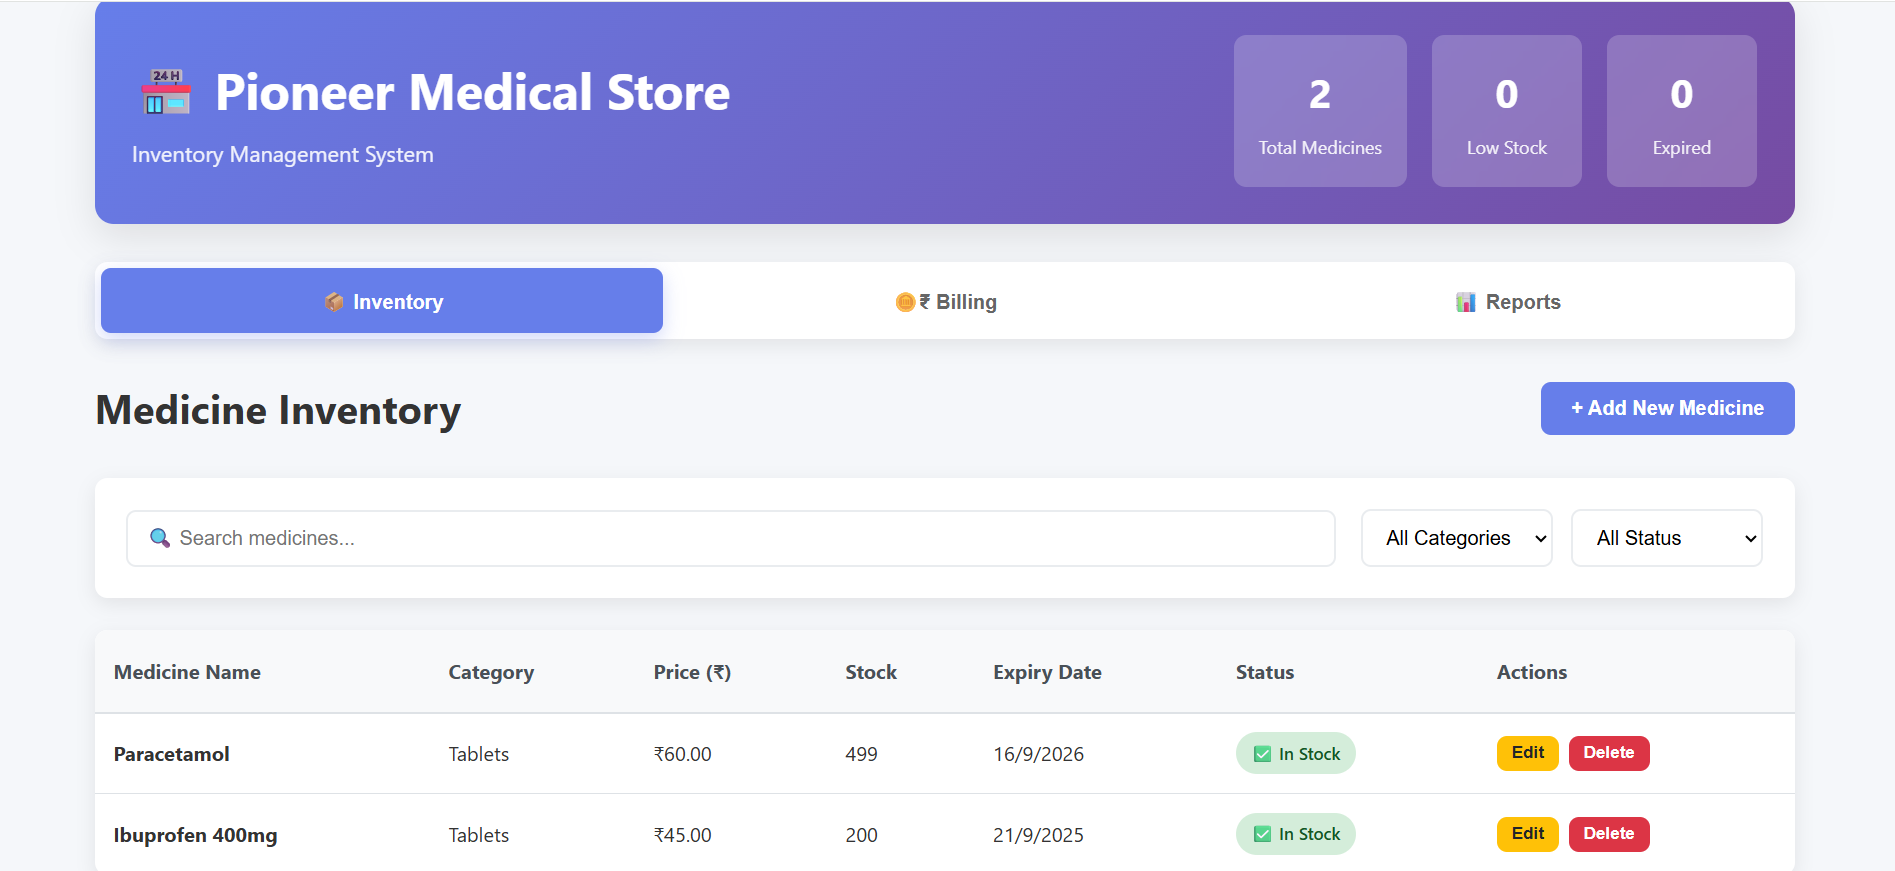 24 H
Pioneer Medical Store
Inventory Management System
2
Total Medicines
0
Low Stock
0
Expired
Inventory
₹ Billing
Reports
Medicine Inventory
+ Add New Medicine
Search medicines...
All Categories
All Status
Medicine Name Category Price (₹) Stock Expiry Date Status Actions
Paracetamol Tablets ₹60.00 499 16/9/2026 In Stock Edit Delete
Ibuprofen 400mg Tablets ₹45.00 200 21/9/2025 In Stock Edit Delete